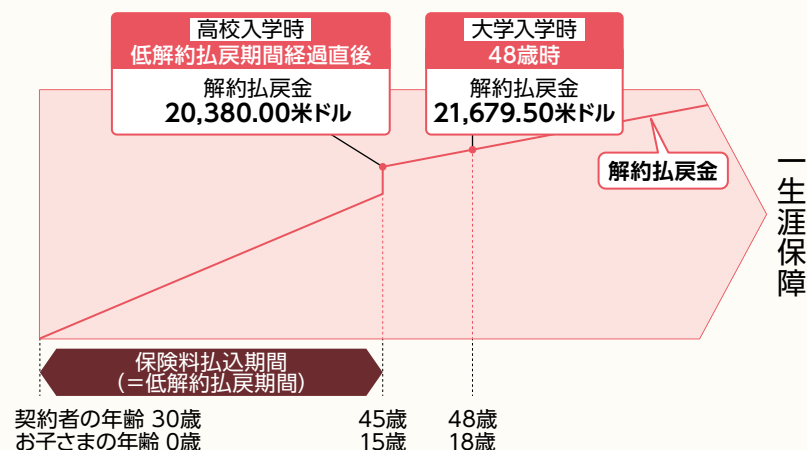 高校入学時
低解約払戻期間経過直後
解約払戻金
20,380.00米ドル
大学入学時
48歳時
解約払戻金
21,679.50米ドル
解約払戻金
一生涯保障
保険料払込期間
(=低解約払戻期間)
契約者の年齢 30歳 45歳 48歳
お子さまの年齢 0歳 15歳 18歳